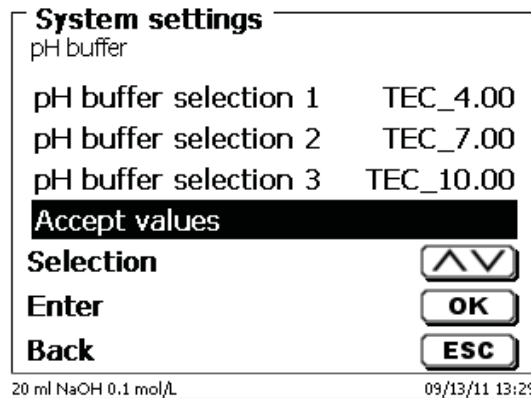 System settings
pH buffer
pH buffer selection 1 TEC_4.00
pH buffer selection 2 TEC_7.00
pH buffer selection 3 TEC_10.00
Accept values
Selection
Enter OK
Back ESC
20 ml NaOH 0.1 mol/L 09/13/11 13:29